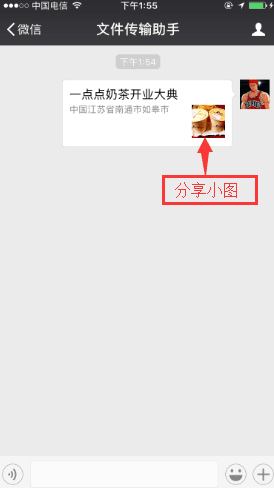 中国电信 下午1:55
微信 文件传输助手
下午1:54
一点点奶茶开业大典
中国江苏省南通市如皋市
分享小图